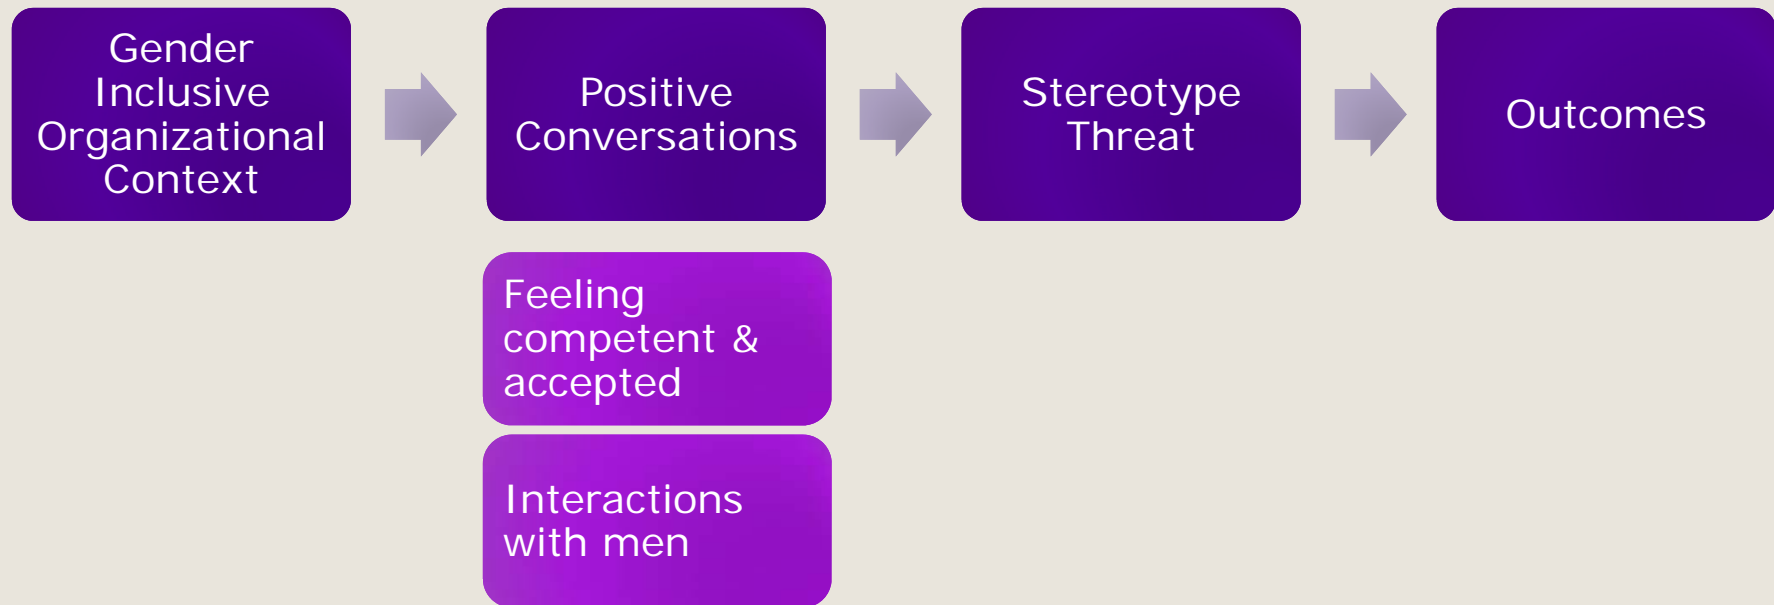 Gender
Inclusive
Organizational
Context
Positive
Conversations
Stereotype
Threat
Outcomes
Feeling
competent &
accepted
Interactions
with men